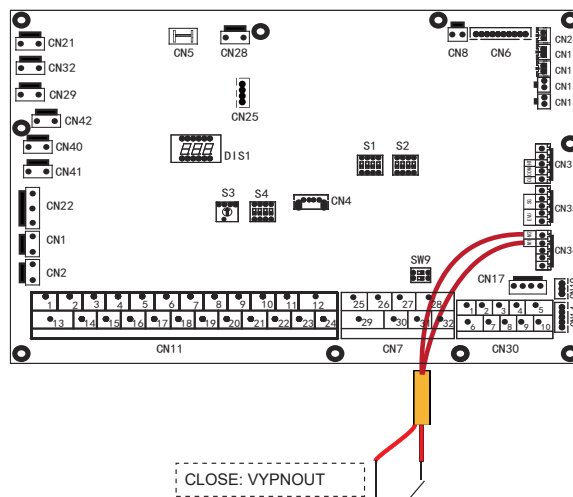 CN21
CN5
CN28
CN8
CN6
CN32
CN29
CN25
CN42
CN40
DIS1
S1
S2
CN41
CN22
S3
S4
CN4
CN1
SW9
CN2
CN17
1 2 3 4 5 6 7 8 9 10 11 12
25 26 27 28
1 2 3 4 5
13 14 15 16 17 18 19 20 21 22 23 24
29 30 31 32
6 7 8 9 10
CN11
CN7
CN30
CLOSE: VYPNOUT